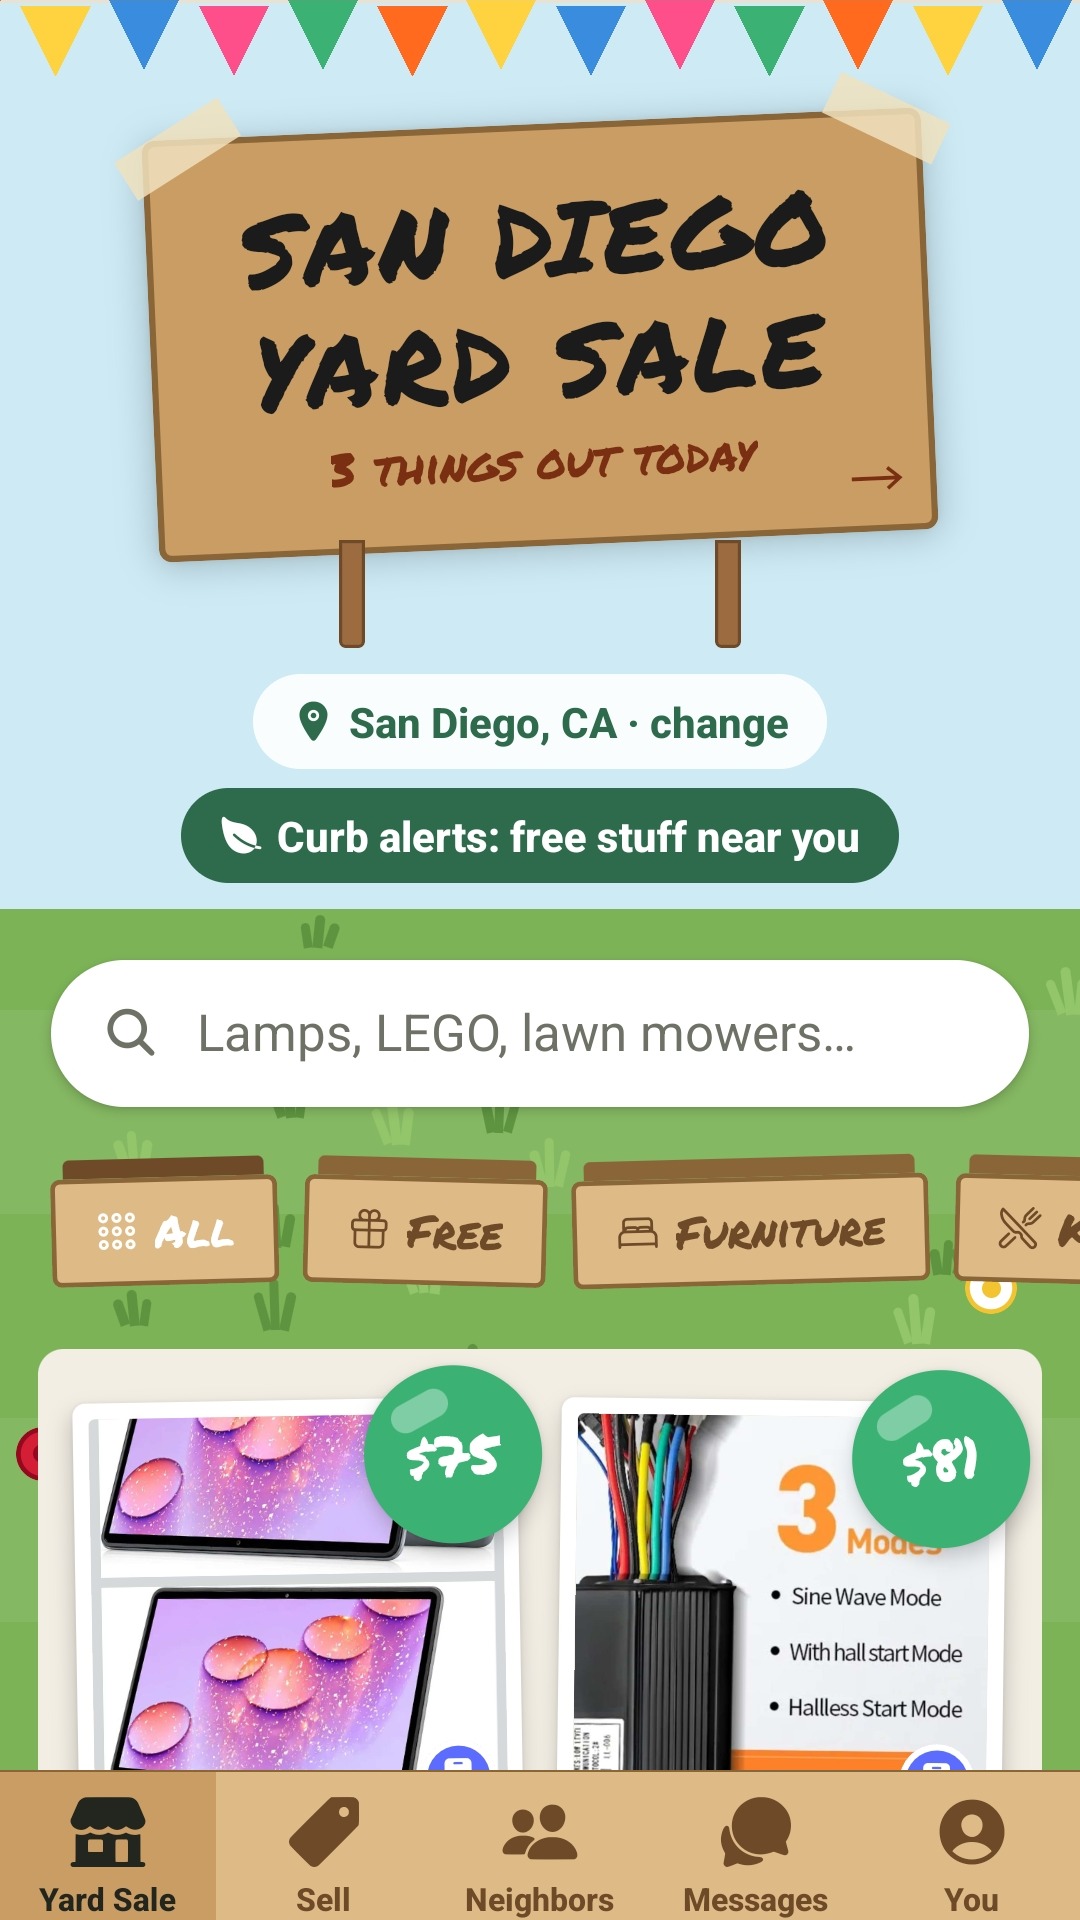 SAN DIEGO
YARD SALE
3 THINGS OUT TODAY
San Diego, CA · change
Curb alerts: free stuff near you
Lamps, LEGO, lawn mowers...
ALL
FREE
FURNITURE
$75
$81
3 Modes
• Sine Wave Mode
• With hall start Mode
• Hallless Start Mode
Yard Sale
Sell
Neighbors
Messages
You